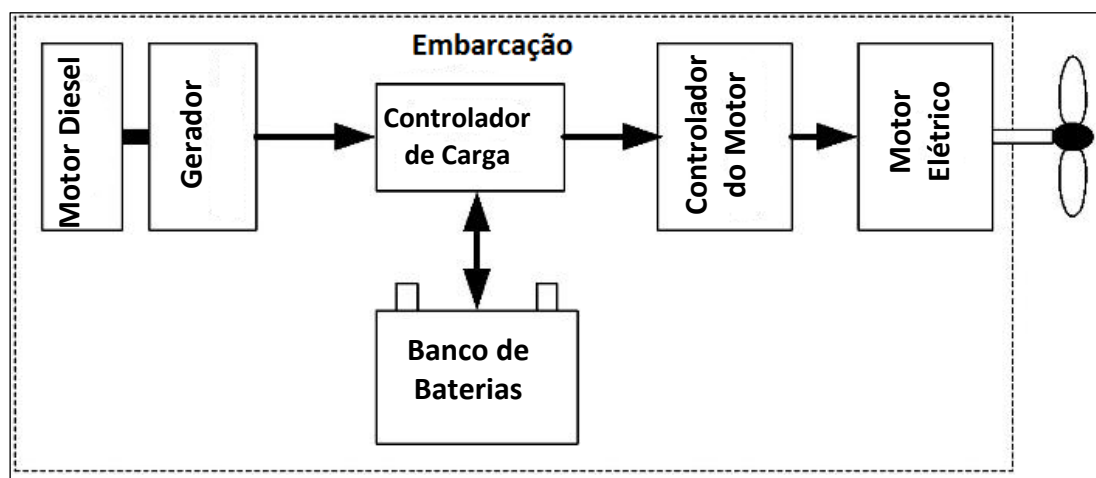 Embarcação
Motor Diesel
Gerador
Controlador
de Carga
Controlador
do Motor
Motor
Elétrico
Banco de
Baterias